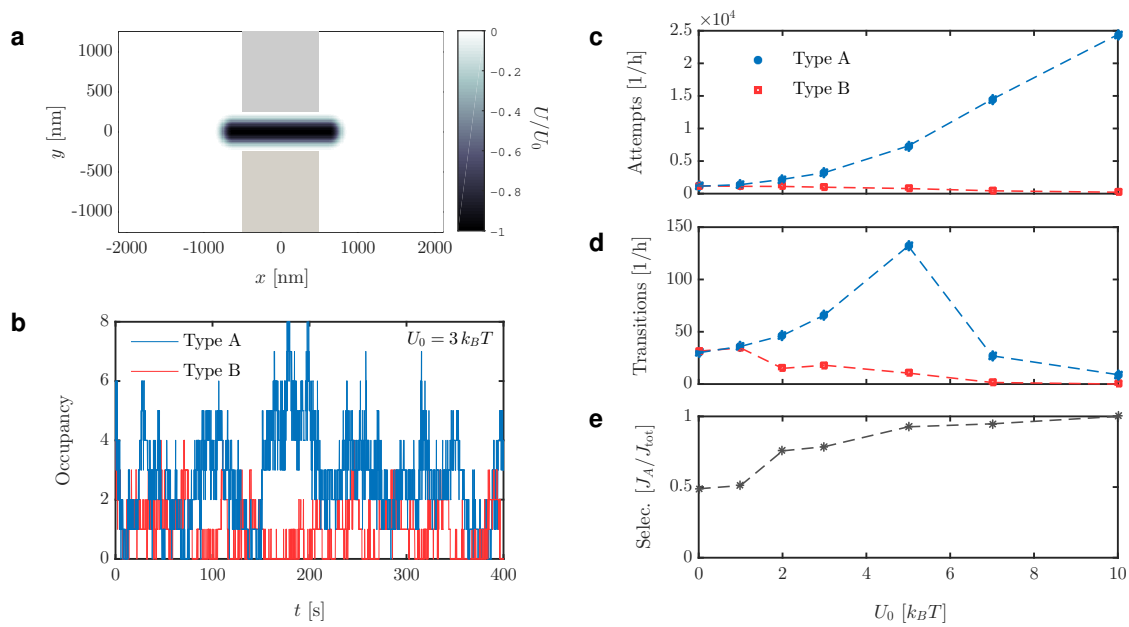 a
1000
500
0
-500
-1000
y [nm]
-2000
-1000
0
1000
2000
x [nm]
0
-0.2
-0.4
-0.6
-0.8
-1
U/U0
b
8
6
4
2
0
Occupancy
Type A
Type B
U0 = 3 kBT
0
100
200
300
400
t [s]
c
×10^4
2.5
2
1.5
1
0.5
0
Attempts [1/h]
Type A
Type B
d
150
100
50
0
Transitions [1/h]
e
1
0.5
0
Selec. [JA/Jtot]
0
2
4
6
8
10
U0 [kBT]